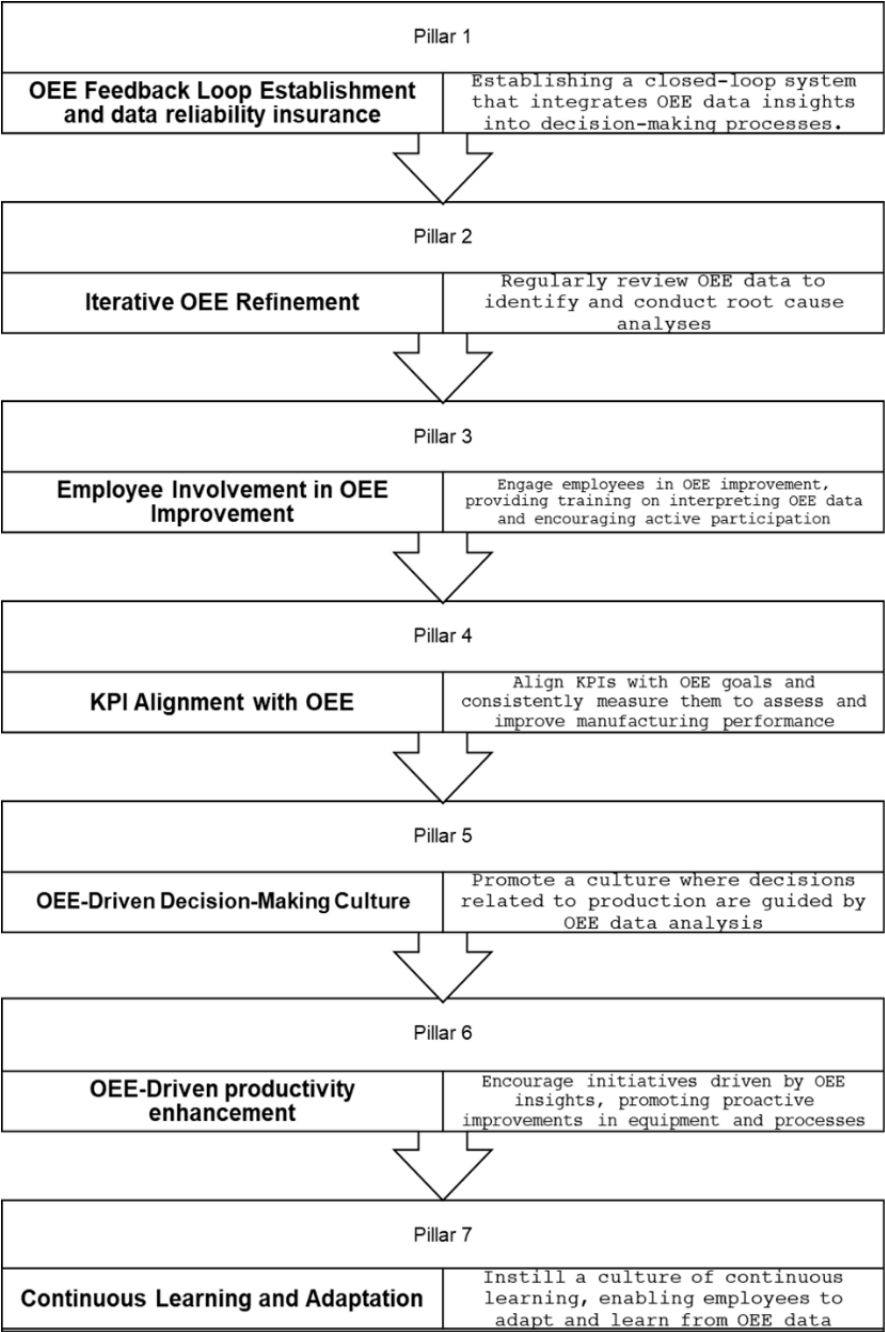 Pillar 1
OEE Feedback Loop Establishment
and data reliability insurance
Establishing a closed-loop system
that integrates OEE data insights
into decision-making processes.
Pillar 2
Iterative OEE Refinement
Regularly review OEE data to
identify and conduct root cause
analyses
Pillar 3
Employee Involvement in OEE
Improvement
Engage employees in OEE improvement,
providing training on interpreting OEE data
and encouraging active participation
Pillar 4
KPI Alignment with OEE
Align KPIs with OEE goals and
consistently measure them to assess and
improve manufacturing performance
Pillar 5
OEE-Driven Decision-Making Culture
Promote a culture where decisions
related to production are guided by
OEE data analysis
Pillar 6
OEE-Driven productivity
enhancement
Encourage initiatives driven by OEE
insights, promoting proactive
improvements in equipment and processes
Pillar 7
Continuous Learning and Adaptation
Instill a culture of continuous
learning, enabling employees to
adapt and learn from OEE data